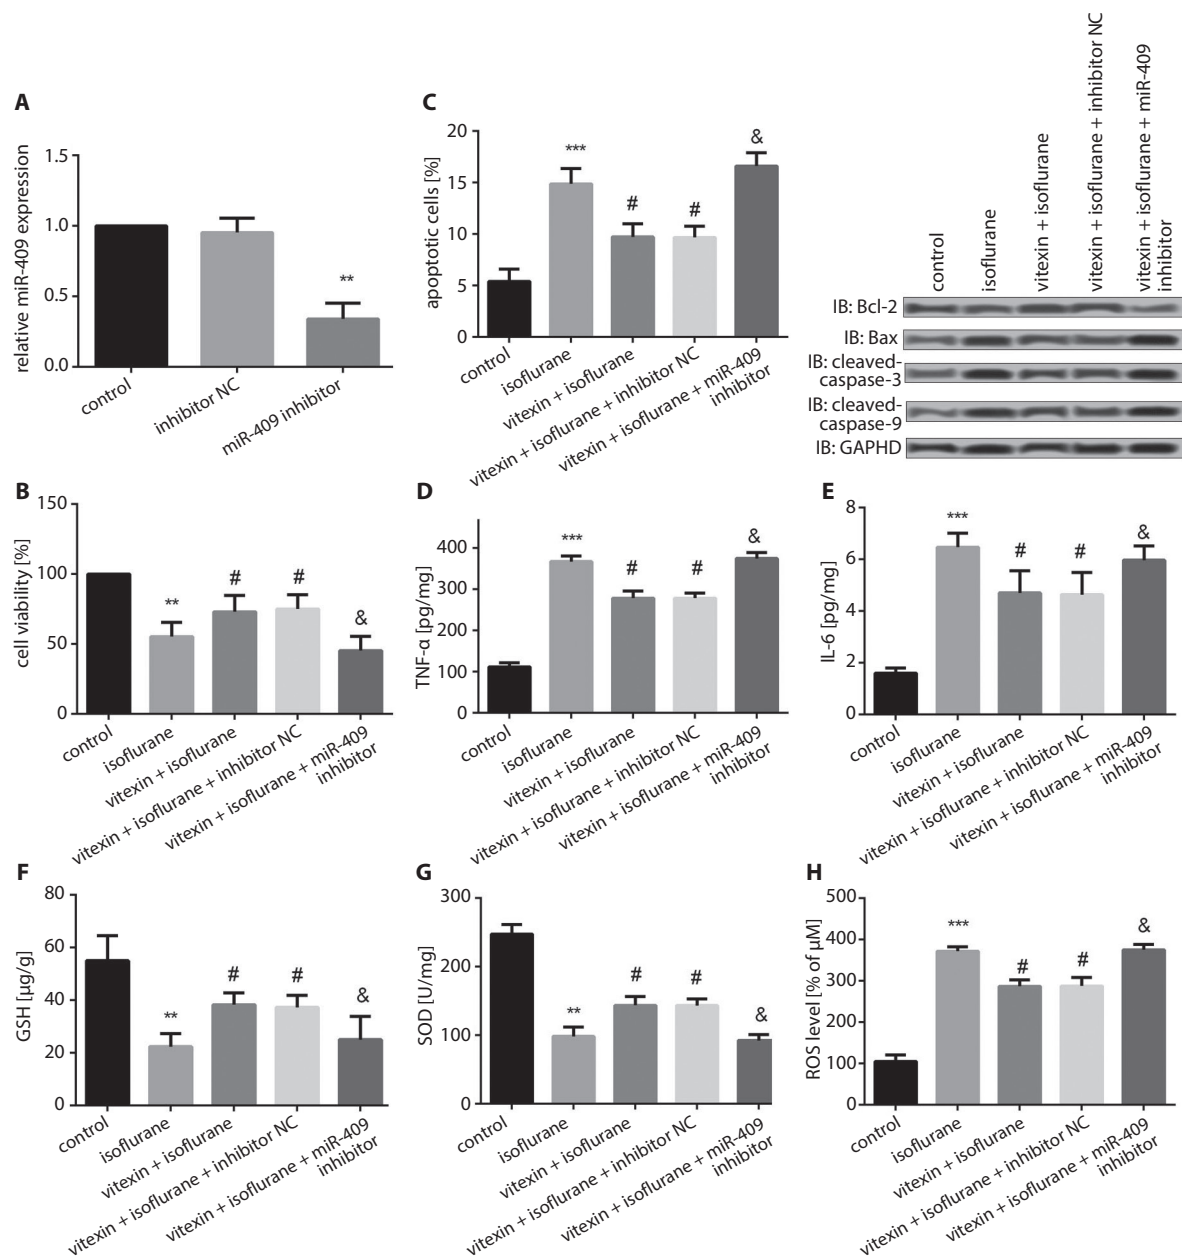 A
relative miR-409 expression
1.5
1.0
0.5
0.0
**
control
inhibitor NC
miR-409 inhibitor
C
apoptotic cells [%]
20
15
10
5
0
***
#
#
&
control
isoflurane
vitexin + isoflurane
vitexin + isoflurane + inhibitor NC
vitexin + isoflurane + miR-409
inhibitor
control
isoflurane
vitexin + isoflurane
vitexin + isoflurane + inhibitor NC
vitexin + isoflurane + miR-409
inhibitor
IB: Bcl-2
IB: Bax
IB: cleaved-
caspase-3
IB: cleaved-
caspase-9
IB: GAPHD
B
cell viability [%]
150
100
50
0
**
#
#
&
control
isoflurane
vitexin + isoflurane
vitexin + isoflurane + inhibitor NC
vitexin + isoflurane + miR-409
inhibitor
D
TNF-α [pg/mg]
400
300
200
100
0
***
#
#
&
control
isoflurane
vitexin + isoflurane
vitexin + isoflurane + inhibitor NC
vitexin + isoflurane + miR-409
inhibitor
E
IL-6 [pg/mg]
8
6
4
2
0
***
#
#
&
control
isoflurane
vitexin + isoflurane
vitexin + isoflurane + inhibitor NC
vitexin + isoflurane + miR-409
inhibitor
F
GSH [µg/g]
80
60
40
20
0
**
#
#
&
control
isoflurane
vitexin + isoflurane
vitexin + isoflurane + inhibitor NC
vitexin + isoflurane + miR-409
inhibitor
G
SOD [U/mg]
300
200
100
0
**
#
#
&
control
isoflurane
vitexin + isoflurane
vitexin + isoflurane + inhibitor NC
vitexin + isoflurane + miR-409
inhibitor
H
ROS level [% of µM]
500
400
300
200
100
0
***
#
#
&
control
isoflurane
vitexin + isoflurane
vitexin + isoflurane + inhibitor NC
vitexin + isoflurane + miR-409
inhibitor